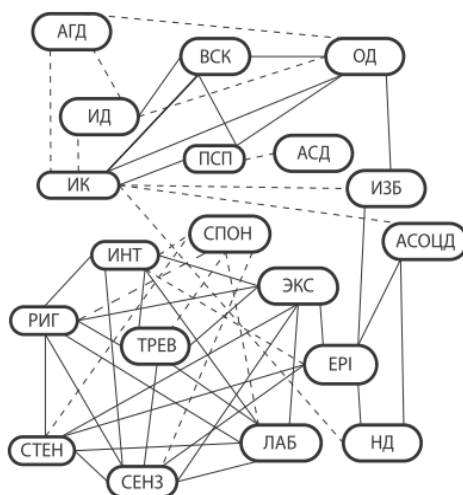 АГД
ВСК
ОД
ИД
ПСП
АСД
ИК
ИЗБ
СПОН
АСОЦД
ИНТ
ЭКС
РИГ
ТРЕВ
EPI
СТЕН
ЛАБ
НД
СЕНЗ